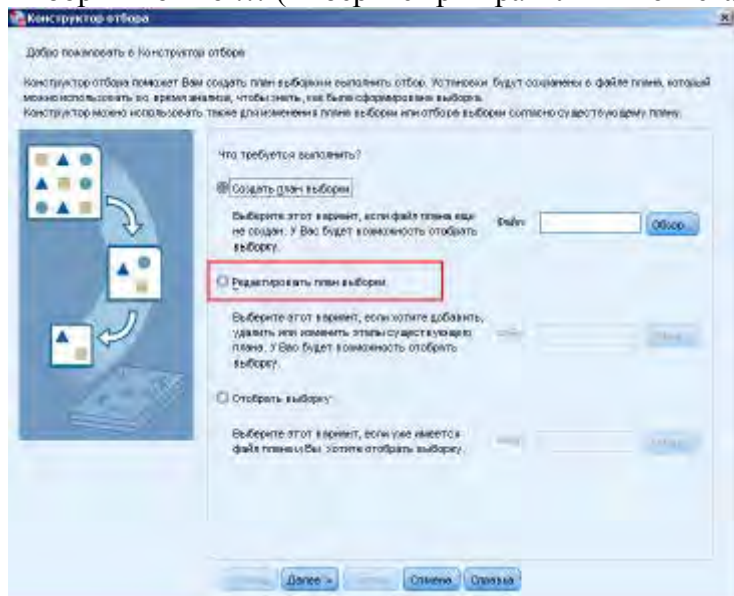 Конструктор отбора
Добро пожаловать в Конструктор отбора
Конструктор отбора поможет Вам создать план выборки и выполнить отбор. Установки будут сохранены в файле плана, который
можно использовать во время анализа, чтобы знать, как была сформирована выборка.
Конструктор можно использовать также для изменения плана выборки или отбора выборки согласно существующему плану.
Что требуется выполнить?
Создать план выборки
Выберите этот вариант, если файл плана еще
не создан. У Вас будет возможность отобрать
выборку.
Файл:
Обзор...
Редактировать план выборки
Выберите этот вариант, если хотите добавить,
удалить или изменить этапы существующего
плана. У Вас будет возможность отобрать
выборку.
Отобрать выборку
Выберите этот вариант, если уже имеется
файл плана и Вы хотите отобрать выборку.
Далее >
Отмена
Справка